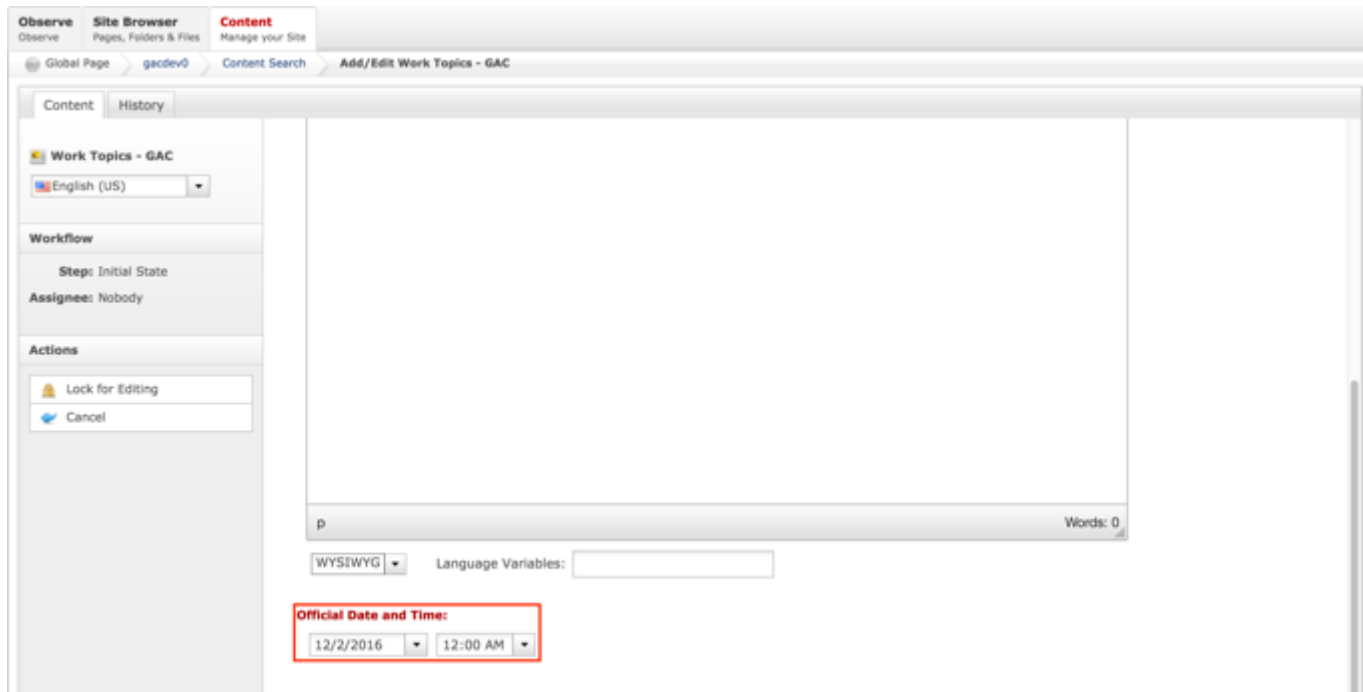 Observe Site Browser Content
Observe Pages, Folders & Files Manage your Site
Global Page gacdev0 Content Search Add/Edit Work Topics - GAC
Content History
Work Topics - GAC
English (US)
Workflow
Step: Initial State
Assignee: Nobody
Actions
Lock for Editing
Cancel
p Words: 0
WYSIWYG Language Variables:
Official Date and Time:
12/2/2016 12:00 AM